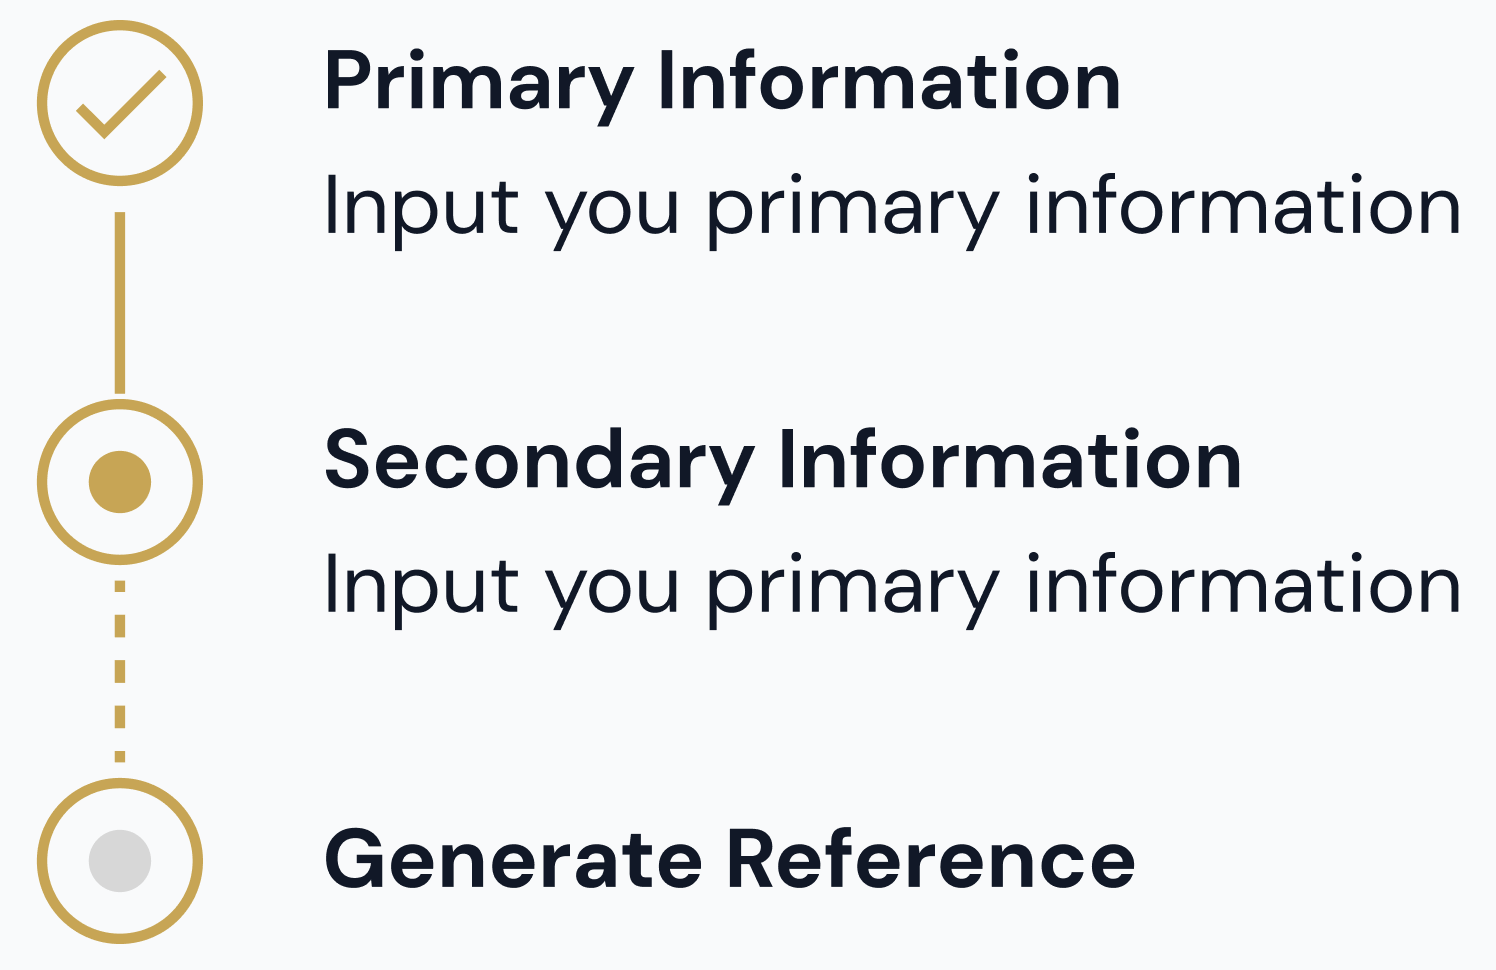 Primary Information
Input you primary information
Secondary Information
Input you primary information
Generate Reference